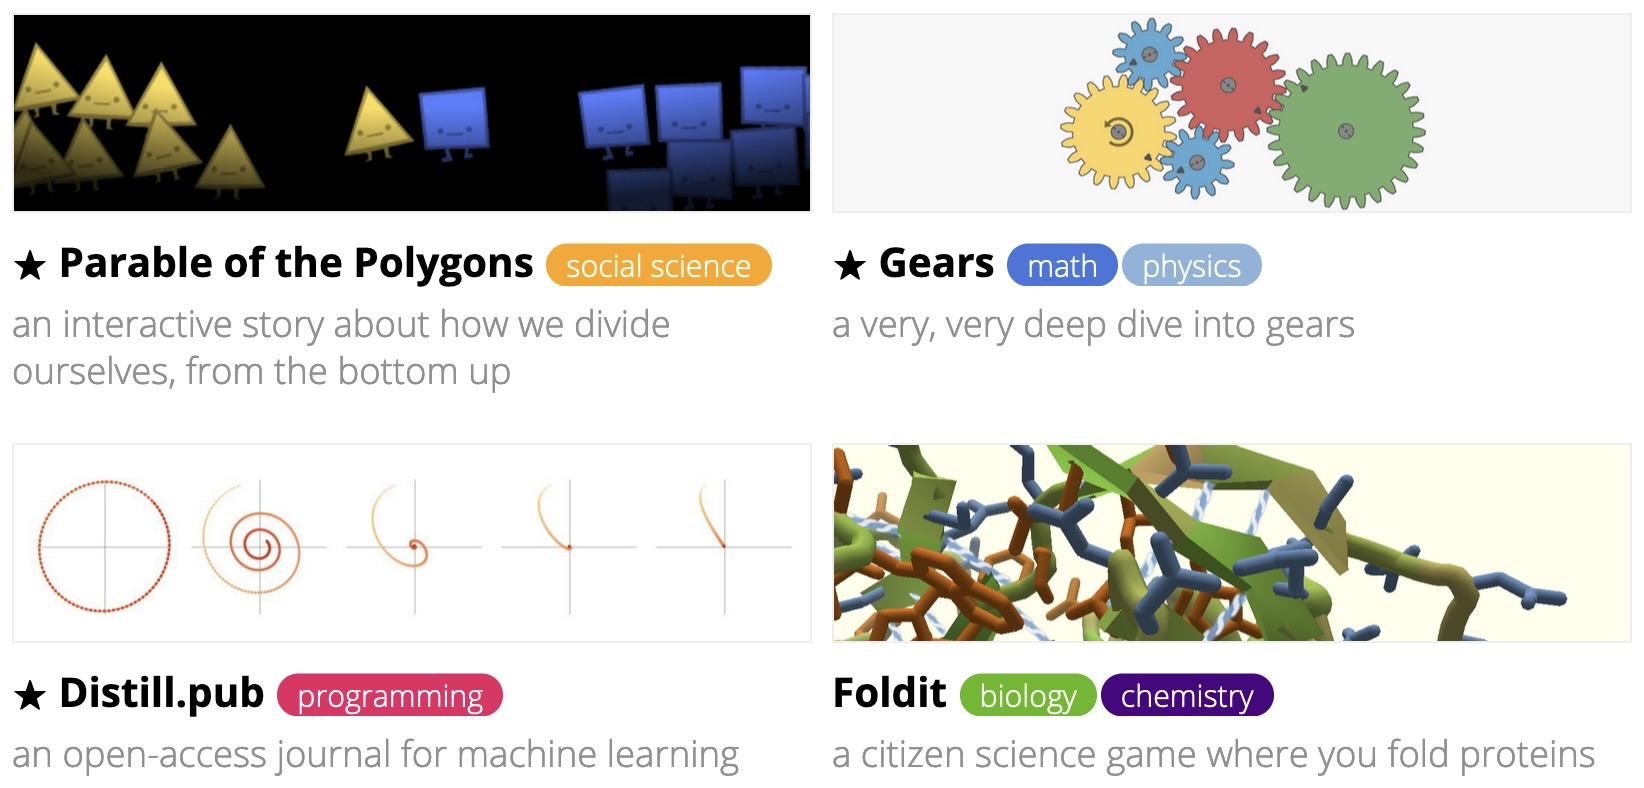 ★ Parable of the Polygons social science
an interactive story about how we divide
ourselves, from the bottom up
★ Gears math physics
a very, very deep dive into gears
★ Distill.pub programming
an open-access journal for machine learning
Foldit biology chemistry
a citizen science game where you fold proteins